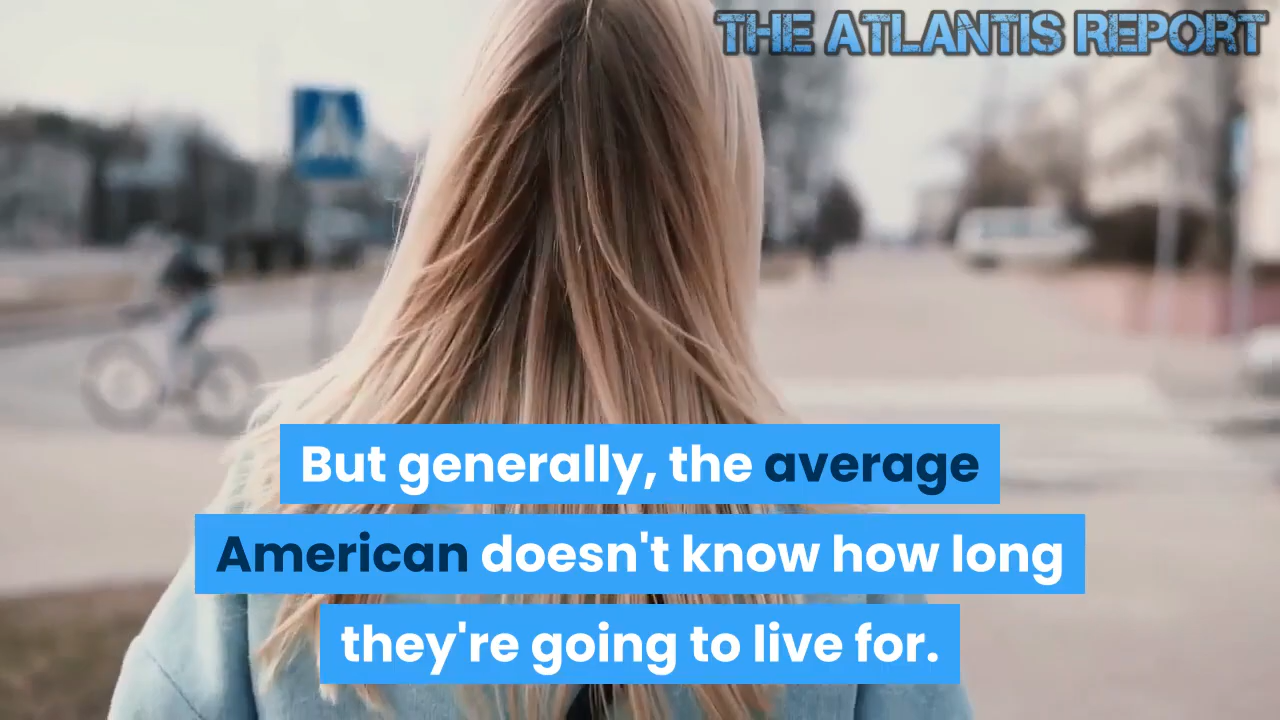 THE ATLANTIS REPORT
But generally, the average
American doesn't know how long
they're going to live for.